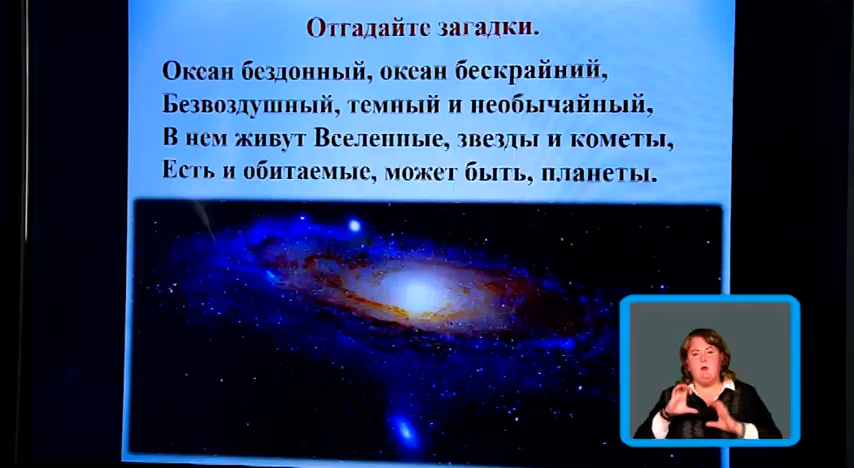 Отгадайте загадки.
Океан бездонный, океан бескрайний,
Безвоздушный, темный и необычайный,
В нем живут Вселенные, звезды и кометы,
Есть и обитаемые, может быть, планеты.